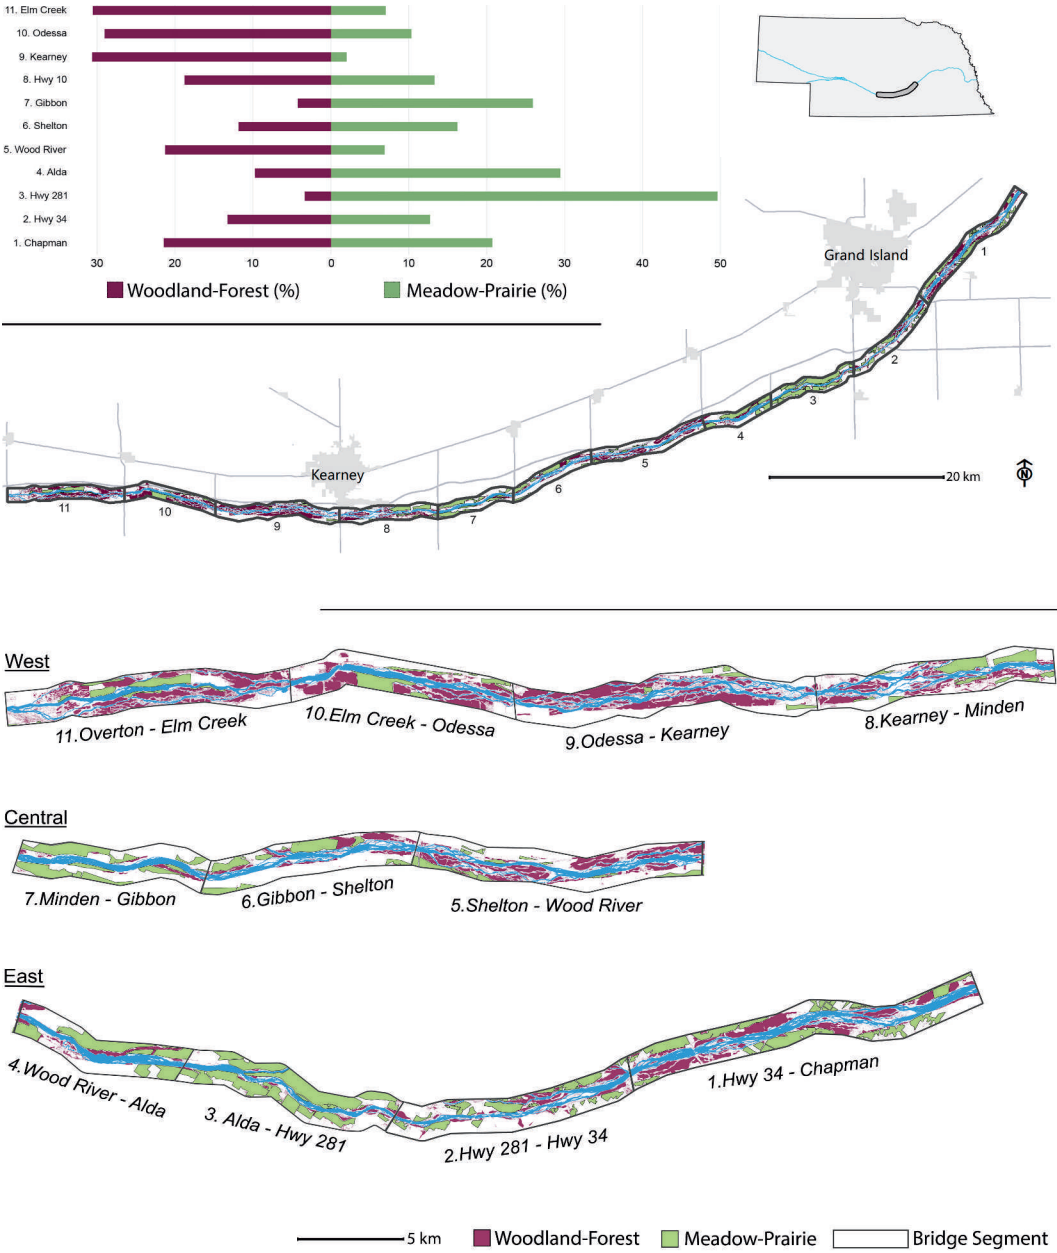 11. Elm Creek
10. Odessa
9. Kearney
8. Hwy 10
7. Gibbon
6. Shelton
5. Wood River
4. Alda
3. Hwy 281
2. Hwy 34
1. Chapman
30 20 10 0 10 20 30 40 50
Woodland-Forest (%) Meadow-Prairie (%)
Grand Island
1
2
3
4
5
6
20 km
N
Kearney
11
10
9
8
7
West
11.Overton - Elm Creek
10.Elm Creek - Odessa
9.Odessa - Kearney
8.Kearney - Minden
Central
7.Minden - Gibbon
6.Gibbon - Shelton
5.Shelton - Wood River
East
4.Wood River - Alda
3. Alda - Hwy 281
2.Hwy 281 - Hwy 34
1.Hwy 34 - Chapman
5 km Woodland-Forest Meadow-Prairie Bridge Segment